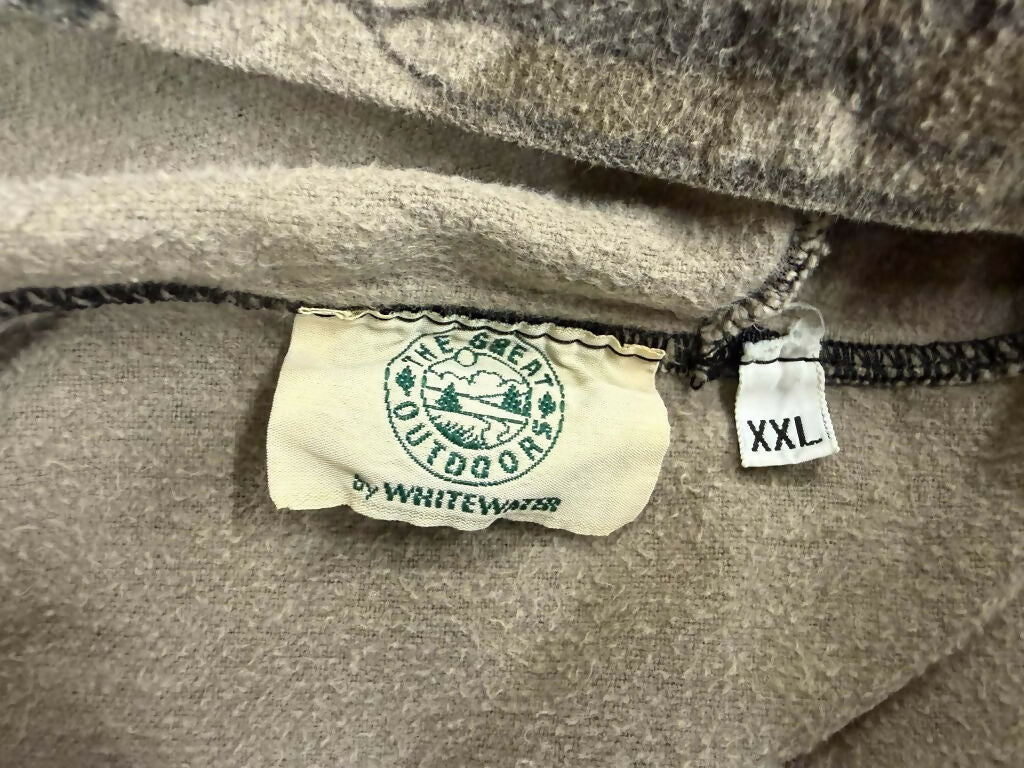 THE GREAT
OUTDOORS
by WHITEWATER
XXL